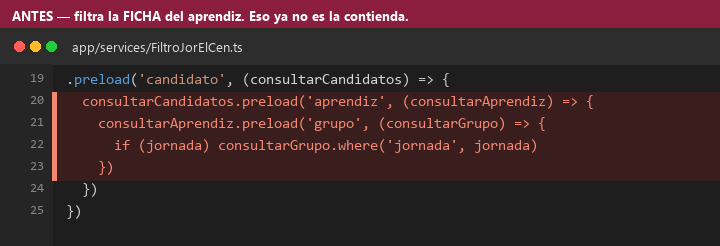 ANTES — filtra la FICHA del aprendiz. Eso ya no es la contienda.
app/services/FiltroJorElCen.ts
19 .preload('candidato', (consultarCandidatos) => {
20 consultarCandidatos.preload('aprendiz', (consultarAprendiz) => {
21 consultarAprendiz.preload('grupo', (consultarGrupo) => {
22 if (jornada) consultarGrupo.where('jornada', jornada)
23 })
24 })
25 })